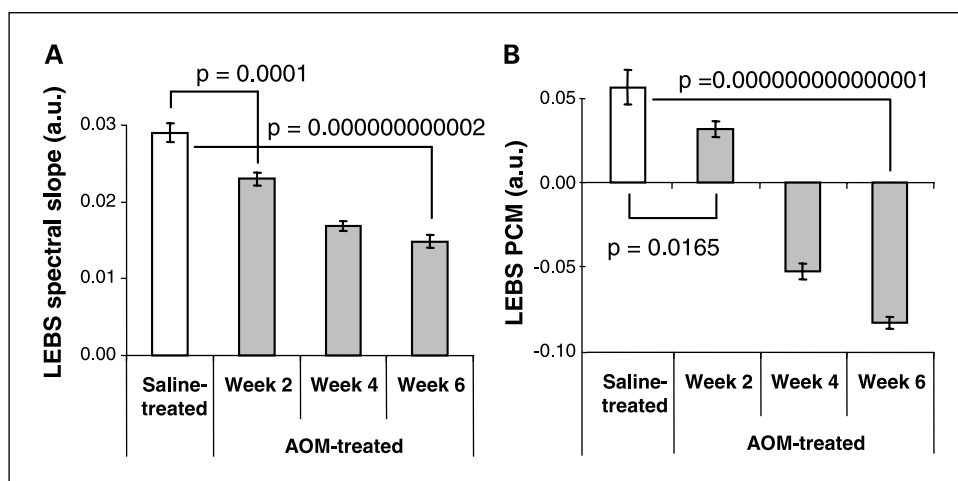 A
p = 0.0001
p = 0.000000000002
LEBS spectral slope (a.u.)
0.03
0.02
0.01
0.00
Saline-
treated
Week 2
Week 4
Week 6
AOM-treated
B
p =0.000000000000001
LEBS PCM (a.u.)
0.05
0.00
-0.05
-0.10
p = 0.0165
Saline-
treated
Week 2
Week 4
Week 6
AOM-treated